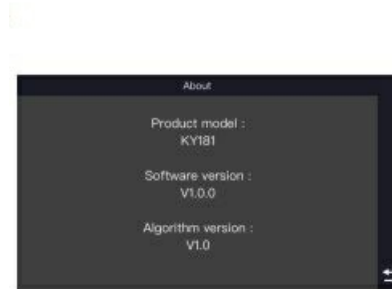 About
Product model :
KY181
Software version :
V1.0.0
Algorithm version :
V1.0